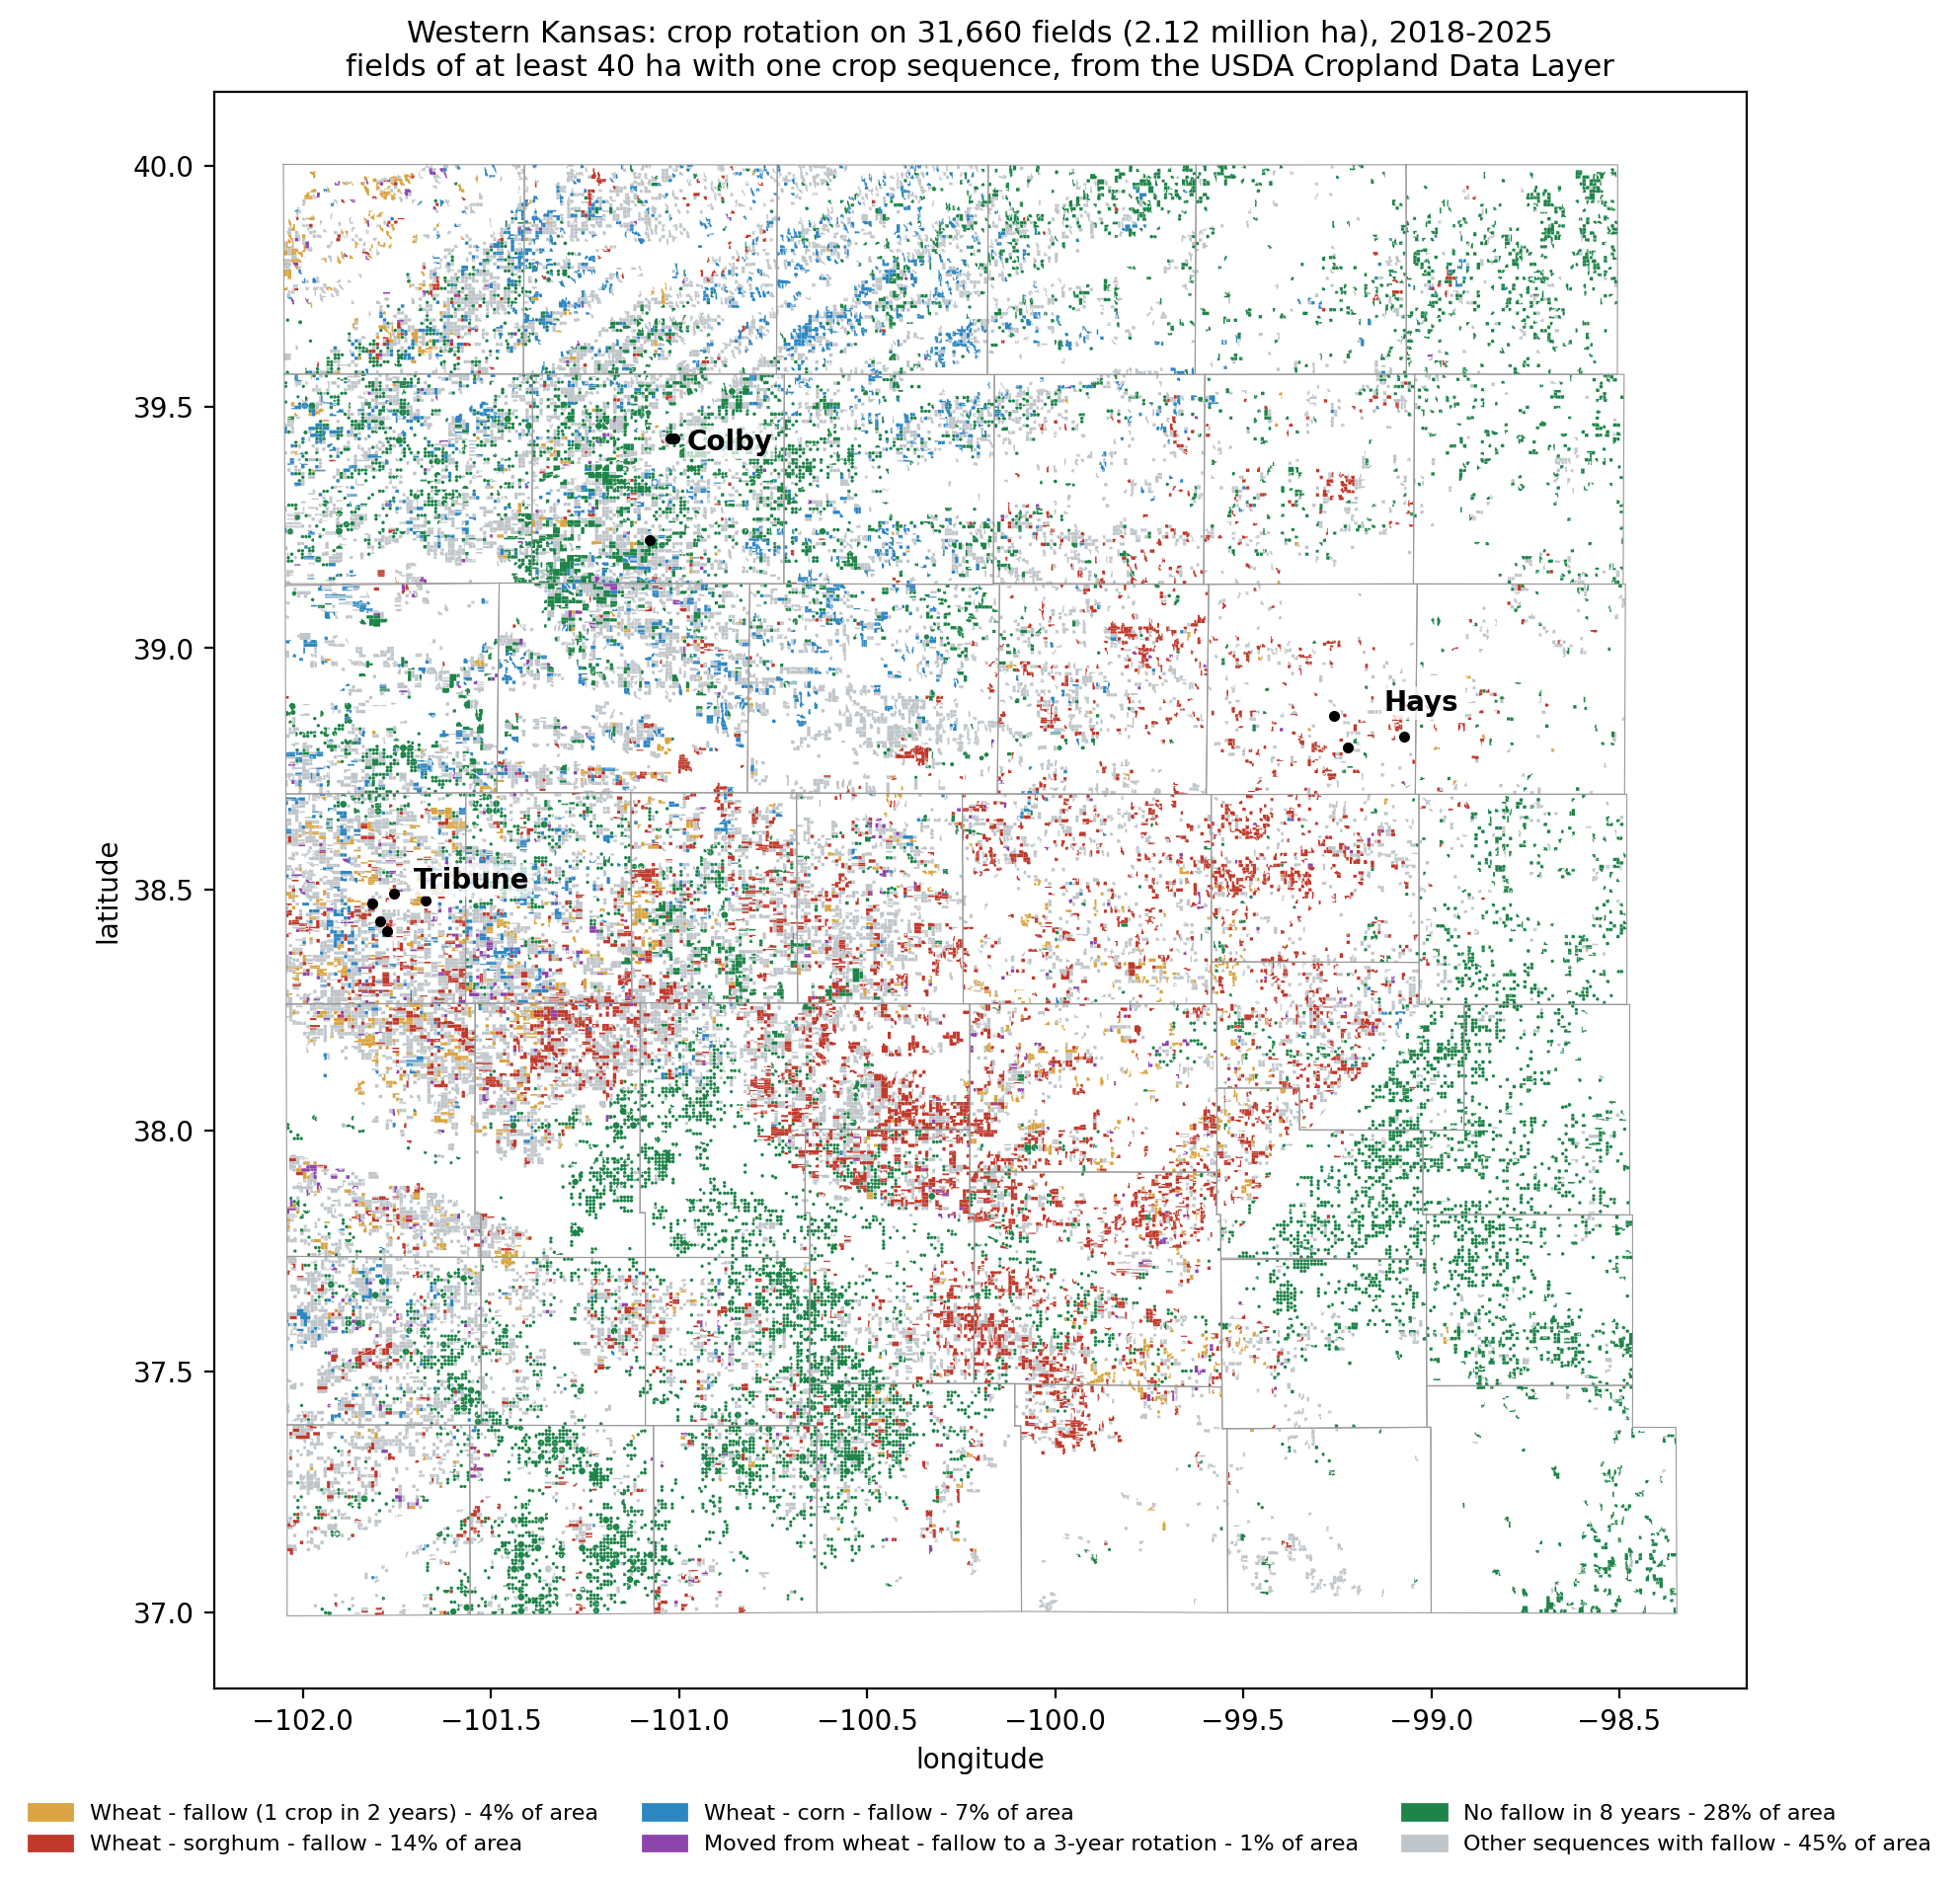 Western Kansas: crop rotation on 31,660 fields (2.12 million ha), 2018-2025
fields of at least 40 ha with one crop sequence, from the USDA Cropland Data Layer
40.0
39.5
39.0
38.5
38.0
37.5
37.0
latitude
Colby
Hays
Tribune
−102.0
−101.5
−101.0
−100.5
−100.0
−99.5
−99.0
−98.5
longitude
Wheat - fallow (1 crop in 2 years) - 4% of area
Wheat - sorghum - fallow - 14% of area
Wheat - corn - fallow - 7% of area
Moved from wheat - fallow to a 3-year rotation - 1% of area
No fallow in 8 years - 28% of area
Other sequences with fallow - 45% of area